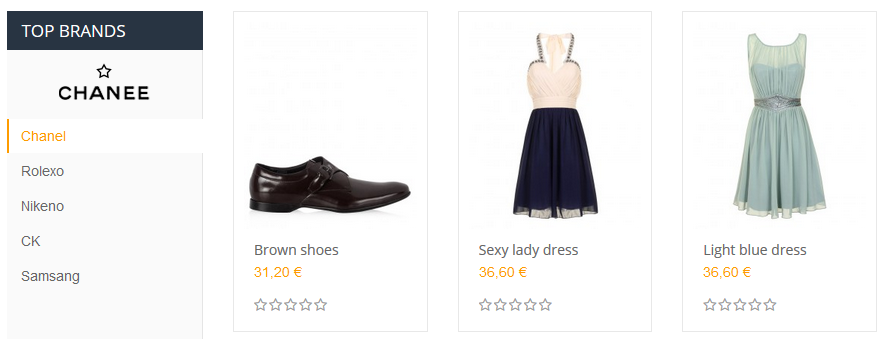 TOP BRANDS
CHANEE
Chanel
Rolexo
Nikeno
CK
Samsang
Brown shoes
31,20 €
Sexy lady dress
36,60 €
Light blue dress
36,60 €